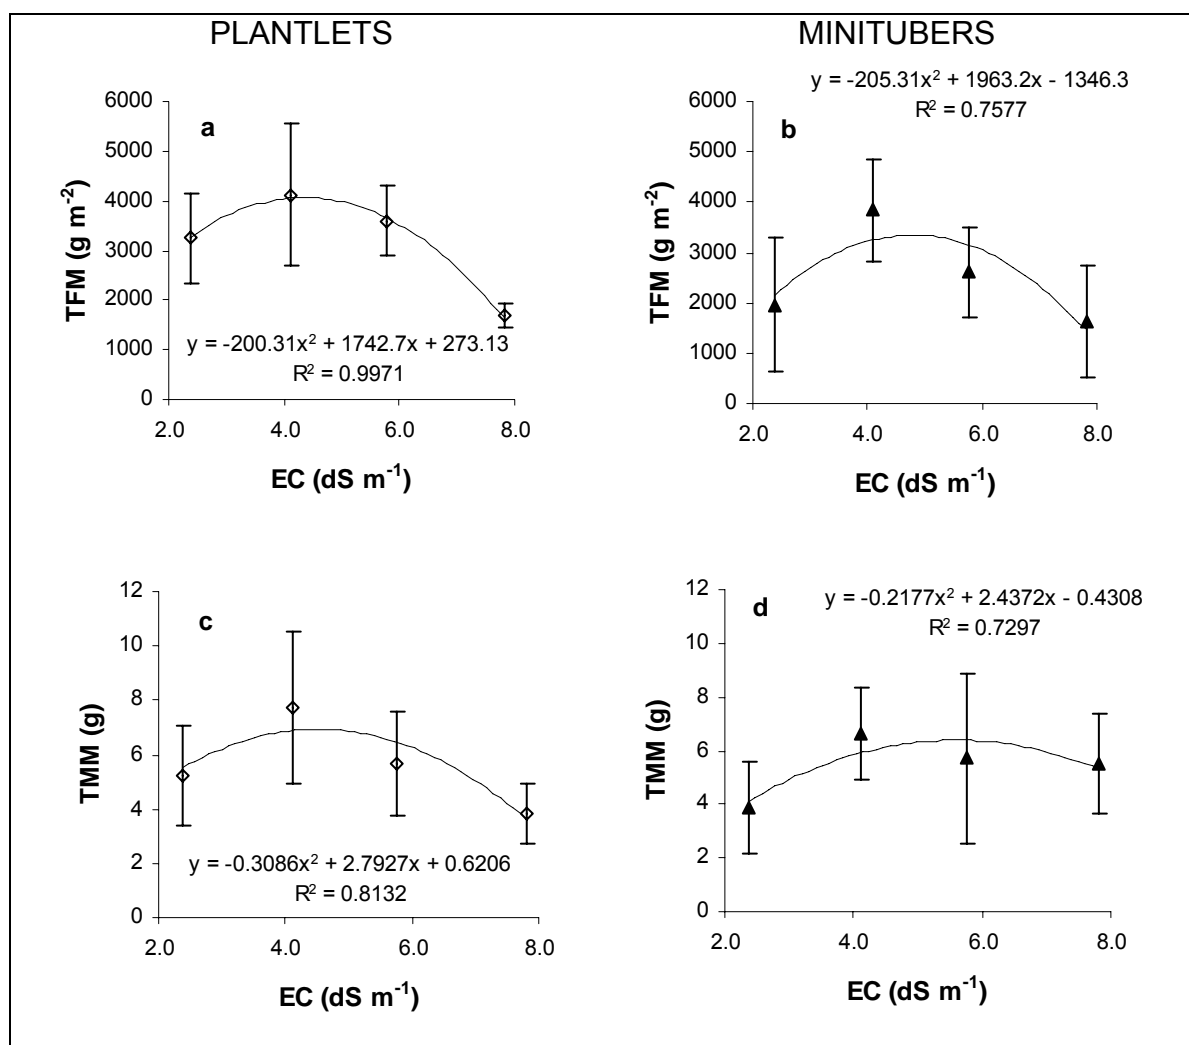 PLANTLETS
MINITUBERS
a
6000
5000
4000
3000
2000
1000
0
TFM (g m⁻²)
y = -200.31x² + 1742.7x + 273.13
R² = 0.9971
2.0 4.0 6.0 8.0
EC (dS m⁻¹)
y = -205.31x² + 1963.2x - 1346.3
R² = 0.7577
b
6000
5000
4000
3000
2000
1000
0
TFM (g m⁻²)
2.0 4.0 6.0 8.0
EC (dS m⁻¹)
c
12
10
8
6
4
2
0
TMM (g)
y = -0.3086x² + 2.7927x + 0.6206
R² = 0.8132
2.0 4.0 6.0 8.0
EC (dS m⁻¹)
d
y = -0.2177x² + 2.4372x - 0.4308
R² = 0.7297
12
10
8
6
4
2
0
TMM (g)
2.0 4.0 6.0 8.0
EC (dS m⁻¹)